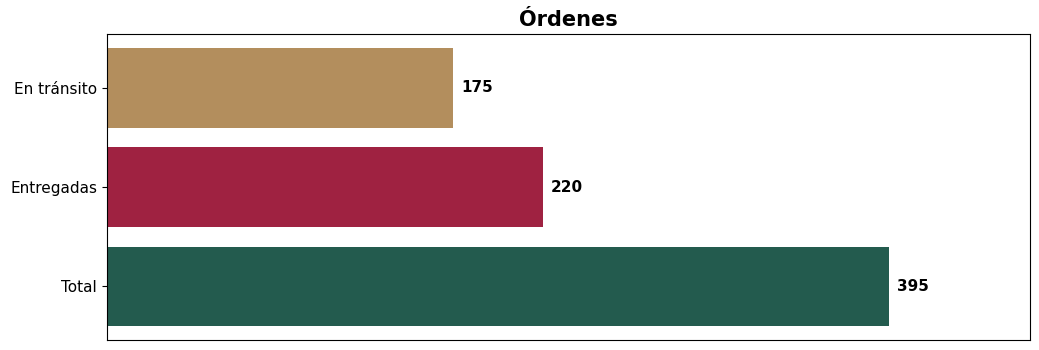 Órdenes
En tránsito 175
Entregadas 220
Total 395